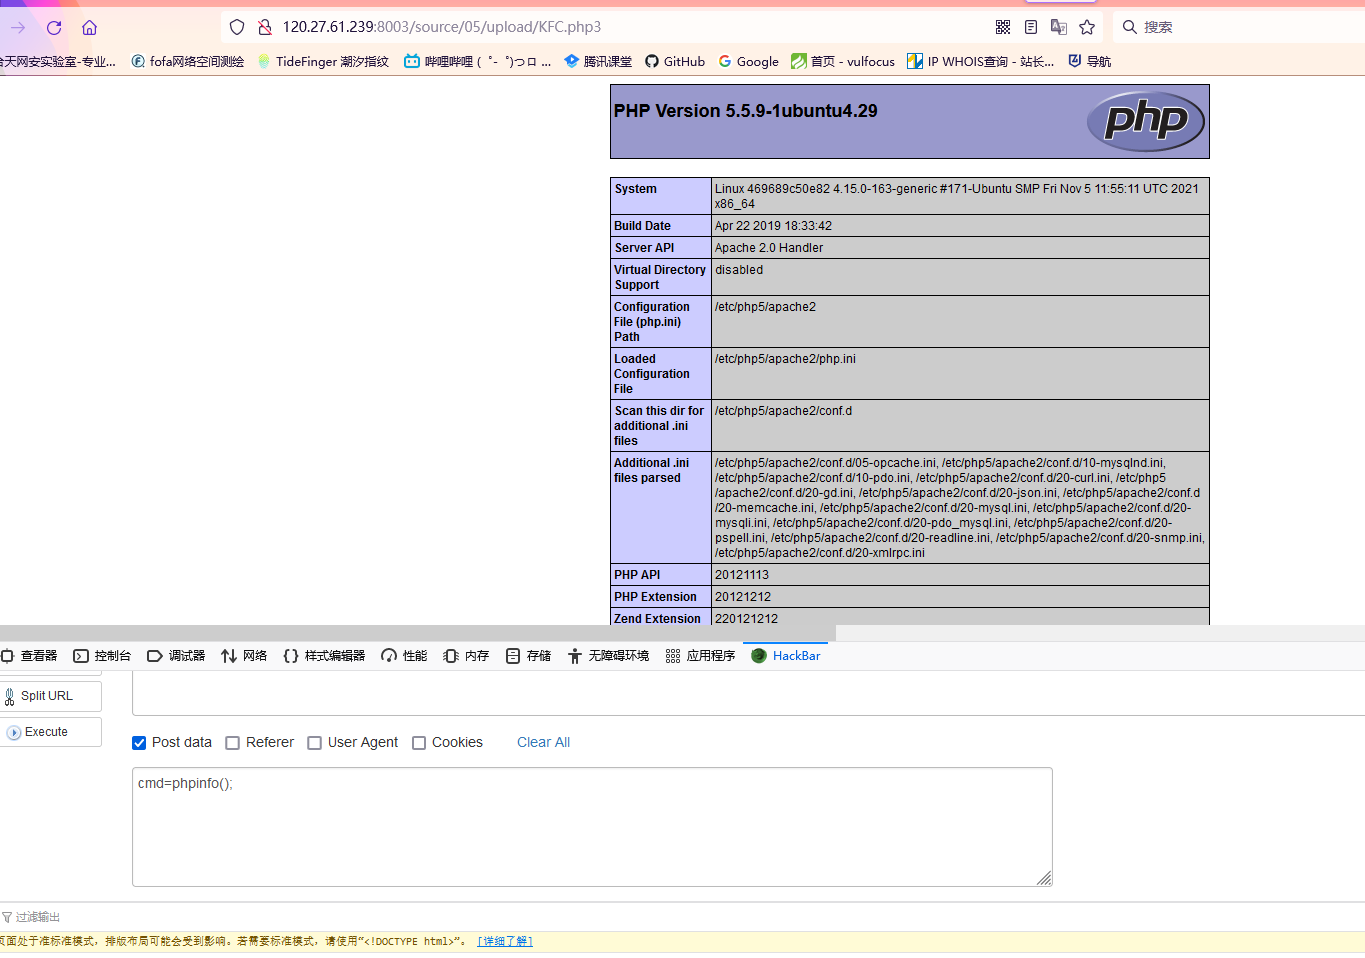 120.27.61.239:8003/source/05/upload/KFC.php3
搜索
合天网安实验室-专业... fofa网络空间测绘 TideFinger 潮汐指纹 哔哩哔哩 ( ゜- ゜)つロ ... 腾讯课堂 GitHub Google 首页 - vulfocus IP WHOIS查询 - 站长... 导航
PHP Version 5.5.9-1ubuntu4.29
php
System
Linux 469689c50e82 4.15.0-163-generic #171-Ubuntu SMP Fri Nov 5 11:55:11 UTC 2021
x86_64
Build Date
Apr 22 2019 18:33:42
Server API
Apache 2.0 Handler
Virtual Directory
Support
disabled
Configuration
File (php.ini)
Path
/etc/php5/apache2
Loaded
Configuration
File
/etc/php5/apache2/php.ini
Scan this dir for
additional .ini
files
/etc/php5/apache2/conf.d
Additional .ini
files parsed
/etc/php5/apache2/conf.d/05-opcache.ini, /etc/php5/apache2/conf.d/10-mysqlnd.ini,
/etc/php5/apache2/conf.d/10-pdo.ini, /etc/php5/apache2/conf.d/20-curl.ini, /etc/php5
/apache2/conf.d/20-gd.ini, /etc/php5/apache2/conf.d/20-json.ini, /etc/php5/apache2/conf.d
/20-memcache.ini, /etc/php5/apache2/conf.d/20-mysql.ini, /etc/php5/apache2/conf.d/20-
mysqli.ini, /etc/php5/apache2/conf.d/20-pdo_mysql.ini, /etc/php5/apache2/conf.d/20-
pspell.ini, /etc/php5/apache2/conf.d/20-readline.ini, /etc/php5/apache2/conf.d/20-snmp.ini,
/etc/php5/apache2/conf.d/20-xmlrpc.ini
PHP API
20121113
PHP Extension
20121212
Zend Extension
220121212
查看器 控制台 调试器 网络 {} 样式编辑器 性能 内存 存储 无障碍环境 应用程序 HackBar
Split URL
Execute
Post data Referer User Agent Cookies Clear All
cmd=phpinfo();
过滤输出
页面处于准标准模式，排版布局可能会受到影响。若需要标准模式，请使用“<!DOCTYPE html>”。 [详细了解]